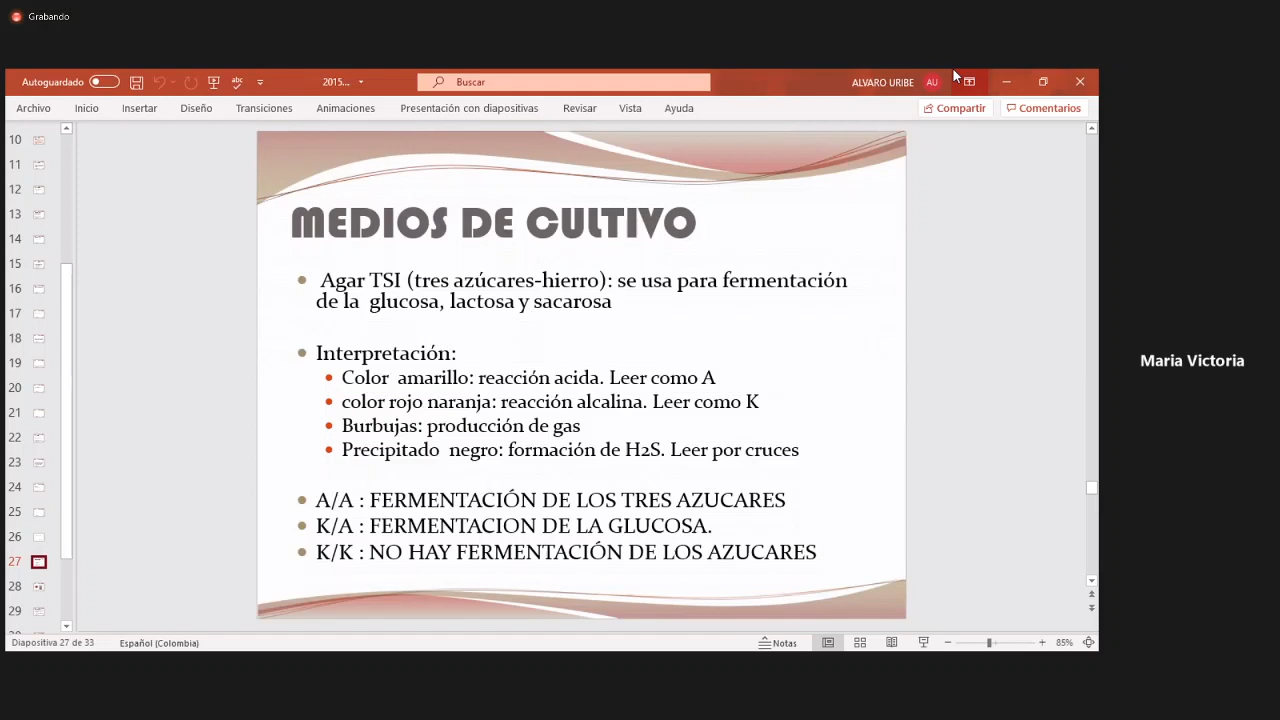 Grabando
Autoguardado
abc
2015...
Buscar
ALVARO URIBE
AU
Archivo Inicio Insertar Diseño Transiciones Animaciones Presentación con diapositivas Revisar Vista Ayuda
Compartir Comentarios
10
11
12
13
14
15
16
17
18
19
20
21
22
23
24
25
26
27
28
29
MEDIOS DE CULTIVO
Agar TSI (tres azúcares-hierro): se usa para fermentación
de la glucosa, lactosa y sacarosa
Interpretación:
Color amarillo: reacción acida. Leer como A
color rojo naranja: reacción alcalina. Leer como K
Burbujas: producción de gas
Precipitado negro: formación de H2S. Leer por cruces
A/A : FERMENTACIÓN DE LOS TRES AZUCARES
K/A : FERMENTACION DE LA GLUCOSA.
K/K : NO HAY FERMENTACIÓN DE LOS AZUCARES
Maria Victoria
Diapositiva 27 de 33 Español (Colombia) Notas 85%